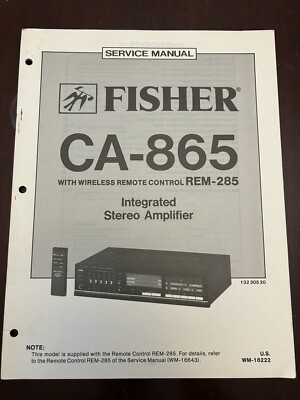 SERVICE MANUAL
FISHER®
CA-865
WITH WIRELESS REMOTE CONTROL REM-285
Integrated
Stereo Amplifier
132 305 20
NOTE:
This model is supplied with the Remote Control REM-285. For details, refer
to the Remote Control REM-285 of the Service Manual (WM-16643).
U.S.
WM-16222